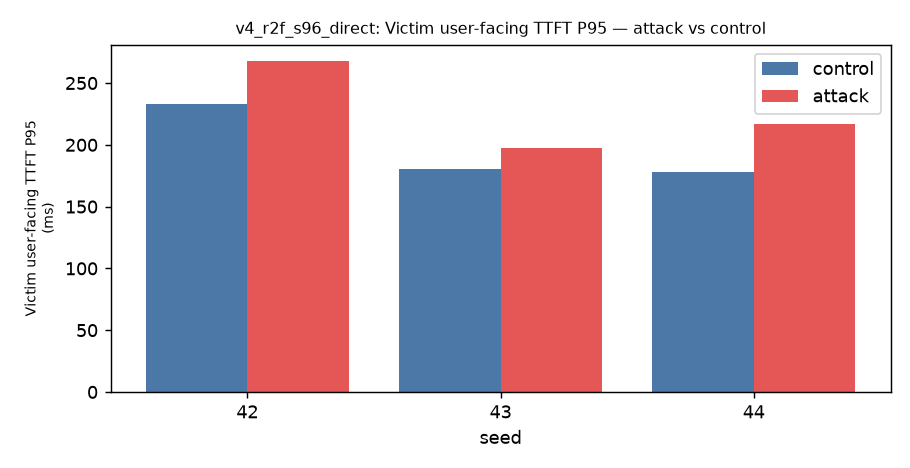 v4_r2f_s96_direct: Victim user-facing TTFT P95 — attack vs control
Victim user-facing TTFT P95
(ms)
250
200
150
100
50
0
control
attack
42
43
44
seed